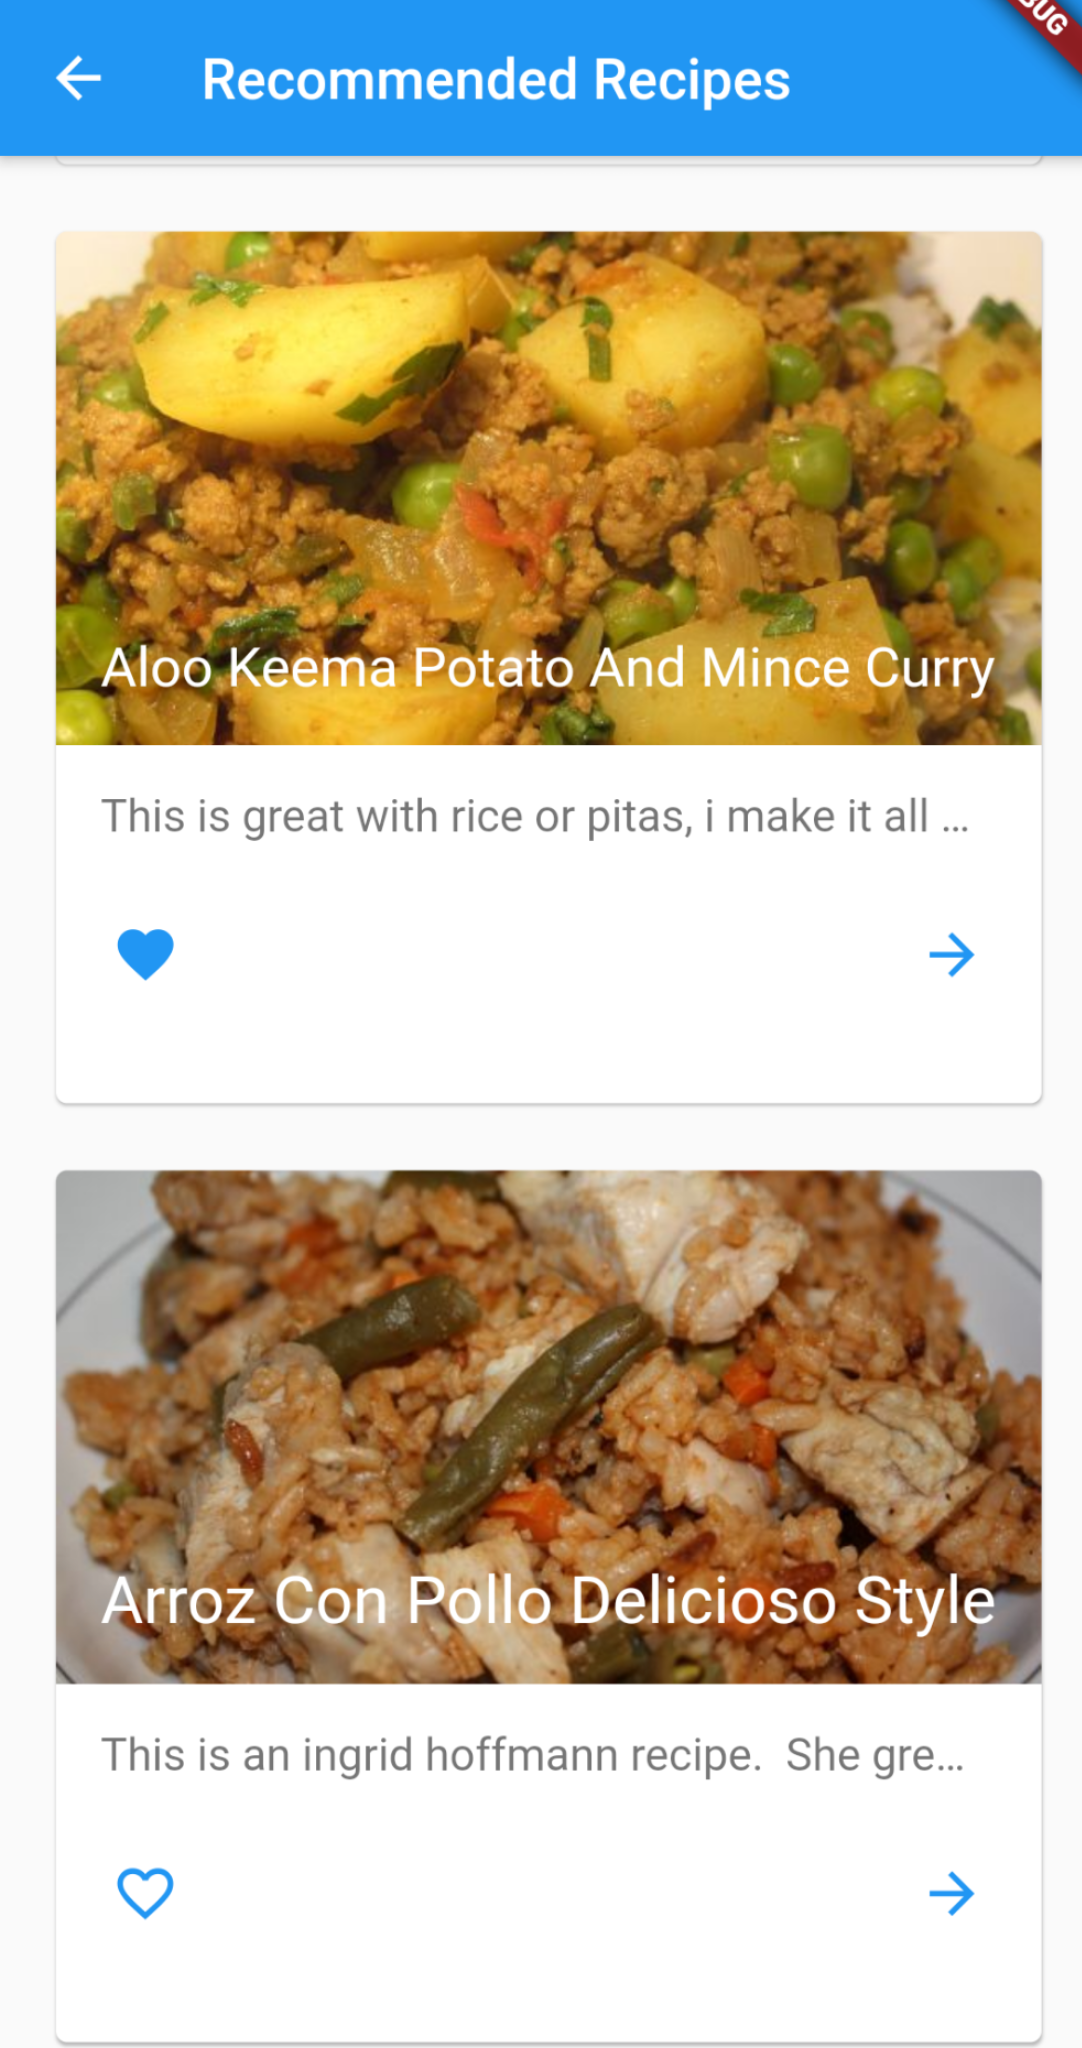 Recommended Recipes
Aloo Keema Potato And Mince Curry
This is great with rice or pitas, i make it all ...
Arroz Con Pollo Delicioso Style
This is an ingrid hoffmann recipe.  She gre...